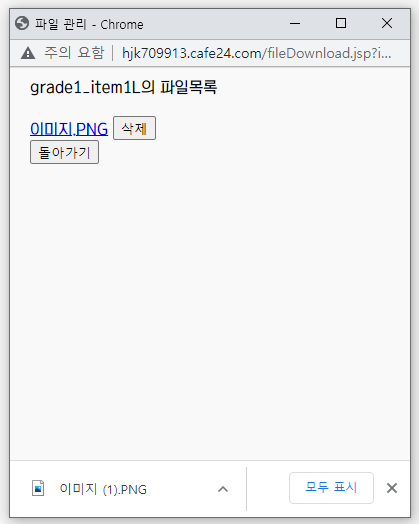 파일 관리 - Chrome
주의 요함 hjk709913.cafe24.com/fileDownload.jsp?i...
grade1_item1L의 파일목록
이미지.PNG 삭제
돌아가기
이미지 (1).PNG 모두 표시